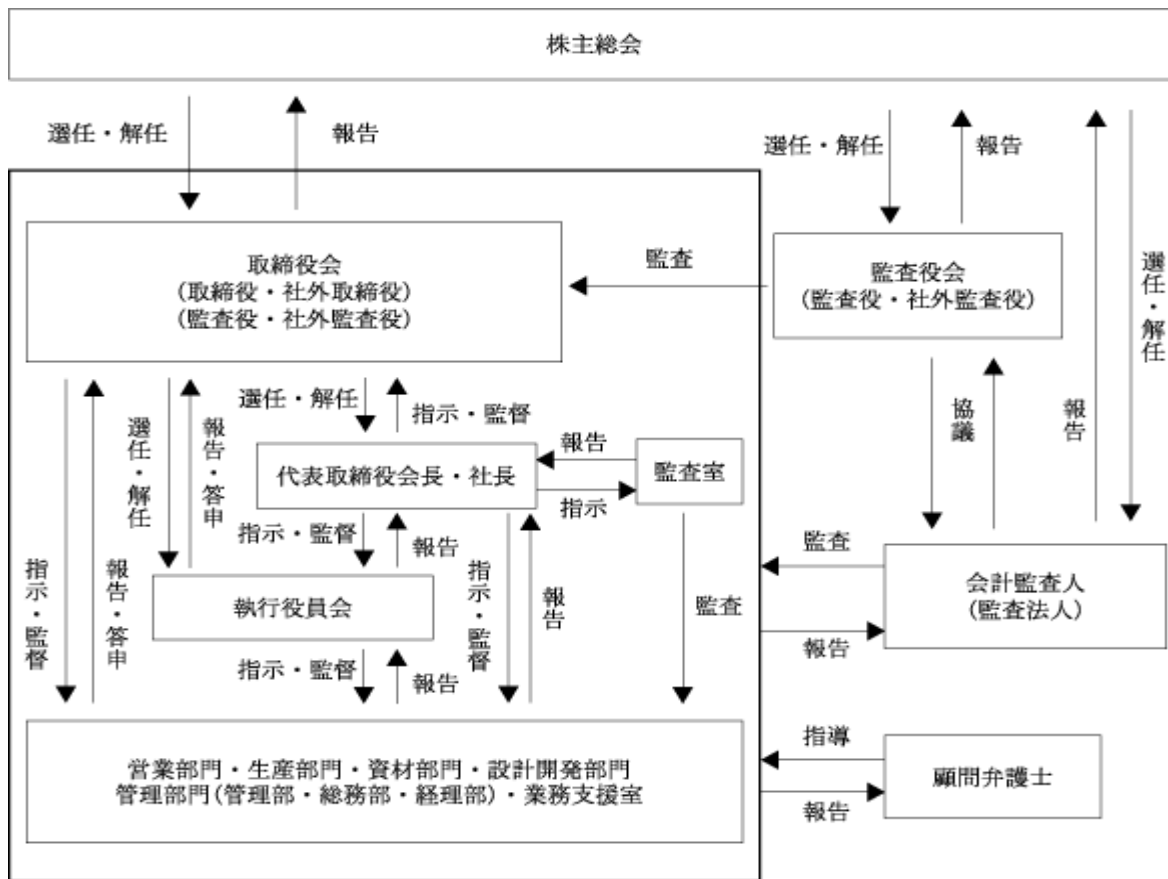 株主総会
選任・解任
報告
選任・解任
報告
取締役会
(取締役・社外取締役)
(監査役・社外監査役)
監査
監査役会
(監査役・社外監査役)
選任・解任
報告
選任・解任
指示・監督
選任・解任
報告・答申
協議
代表取締役会長・社長
報告
指示
監査室
指示・監督
報告
指示・監督
報告・答申
執行役員会
指示・監督
報告
監査
監査
報告
会計監査人
(監査法人)
指示・監督
報告
営業部門・生産部門・資材部門・設計開発部門
管理部門(管理部・総務部・経理部)・業務支援室
指導
報告
顧問弁護士